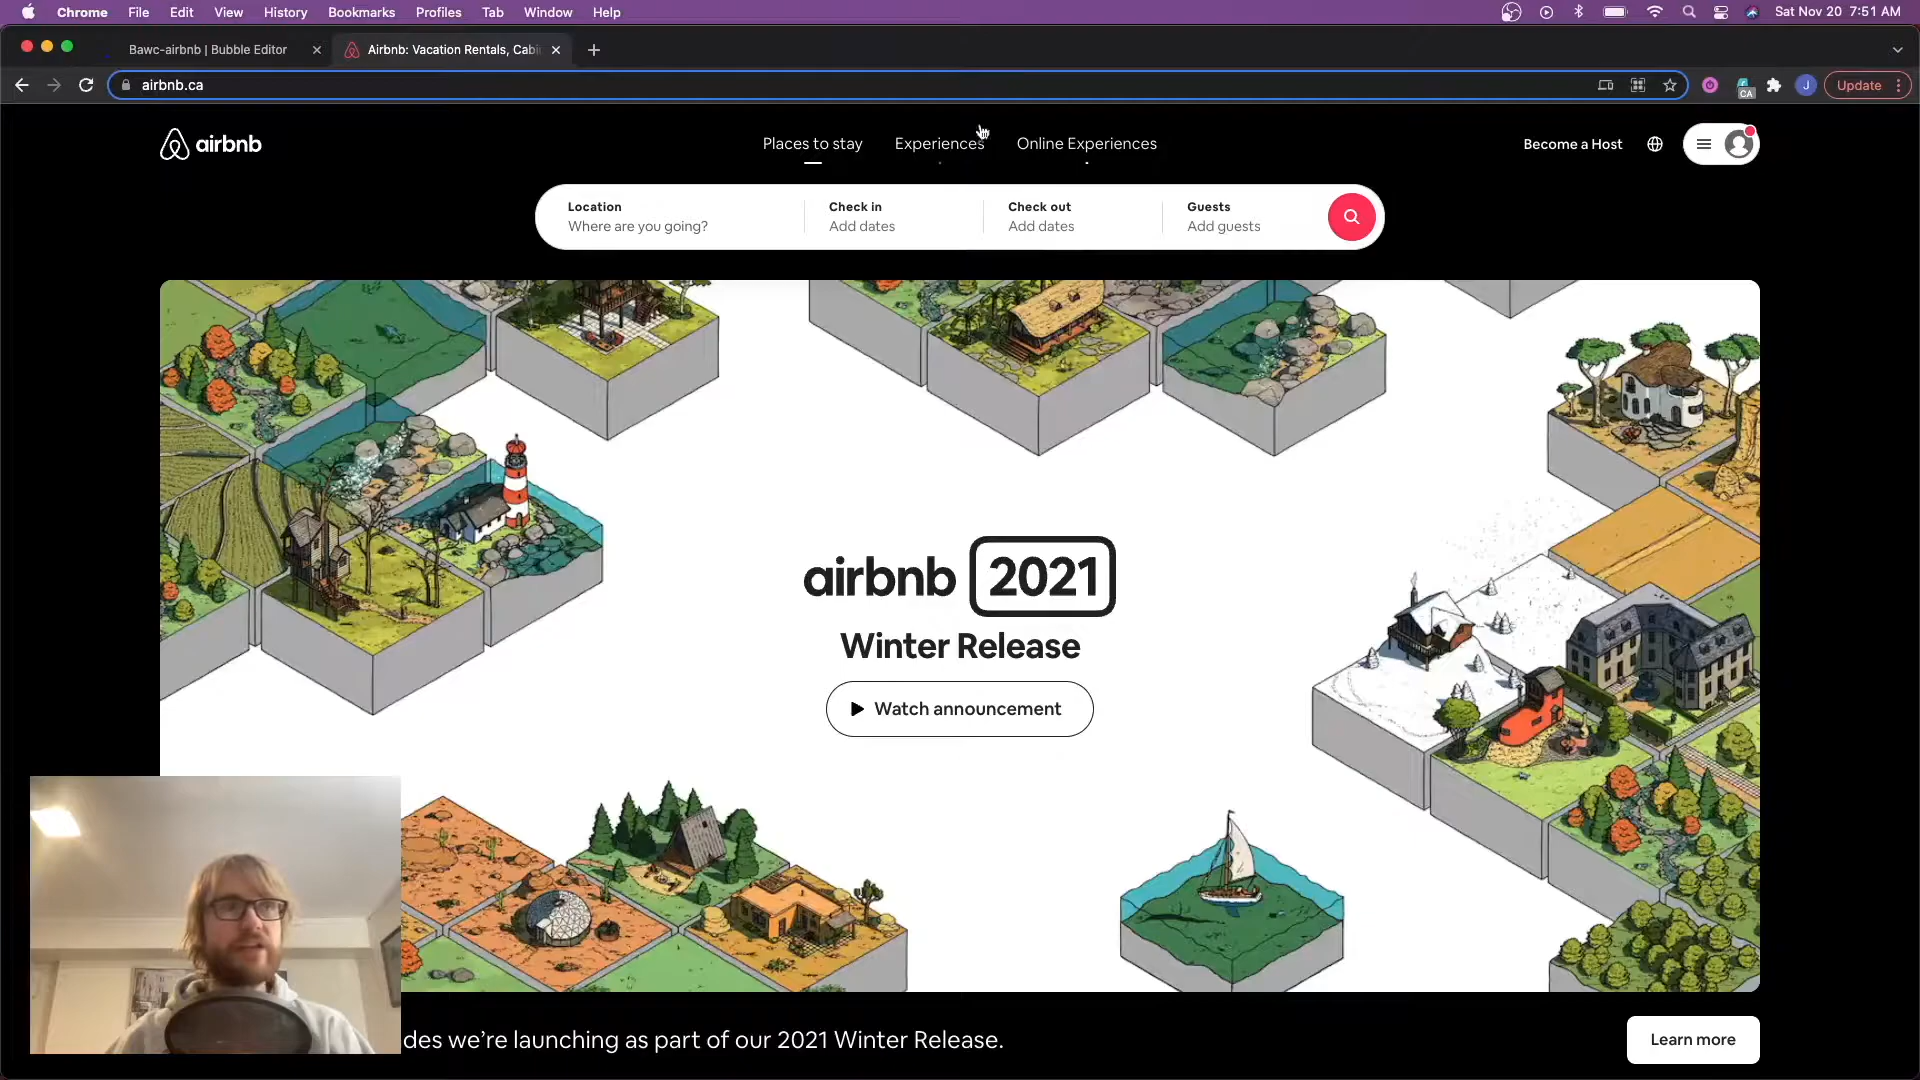 Chrome File Edit View History Bookmarks Profiles Tab Window Help Sat Nov 20 7:51 AM
Bawc-airbnb | Bubble Editor Airbnb: Vacation Rentals, Cabi
airbnb.ca CA J Update
airbnb Places to stay Experiences Online Experiences Become a Host
Location Check in Check out Guests
Where are you going? Add dates Add dates Add guests
airbnb 2021
Winter Release
Watch announcement
des we’re launching as part of our 2021 Winter Release. Learn more